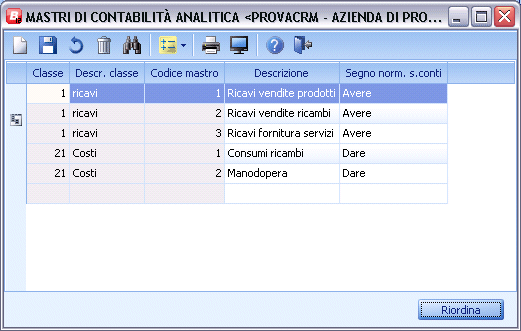 MASTRI DI CONTABILITÀ ANALITICA <PROVACRM - AZIENDA DI PRO...
Classe Descr. classe Codice mastro Descrizione Segno norm. s.conti
1 ricavi 1 Ricavi vendite prodotti Avere
1 ricavi 2 Ricavi vendite ricambi Avere
1 ricavi 3 Ricavi fornitura servizi Avere
21 Costi 1 Consumi ricambi Dare
21 Costi 2 Manodopera Dare
Riordina